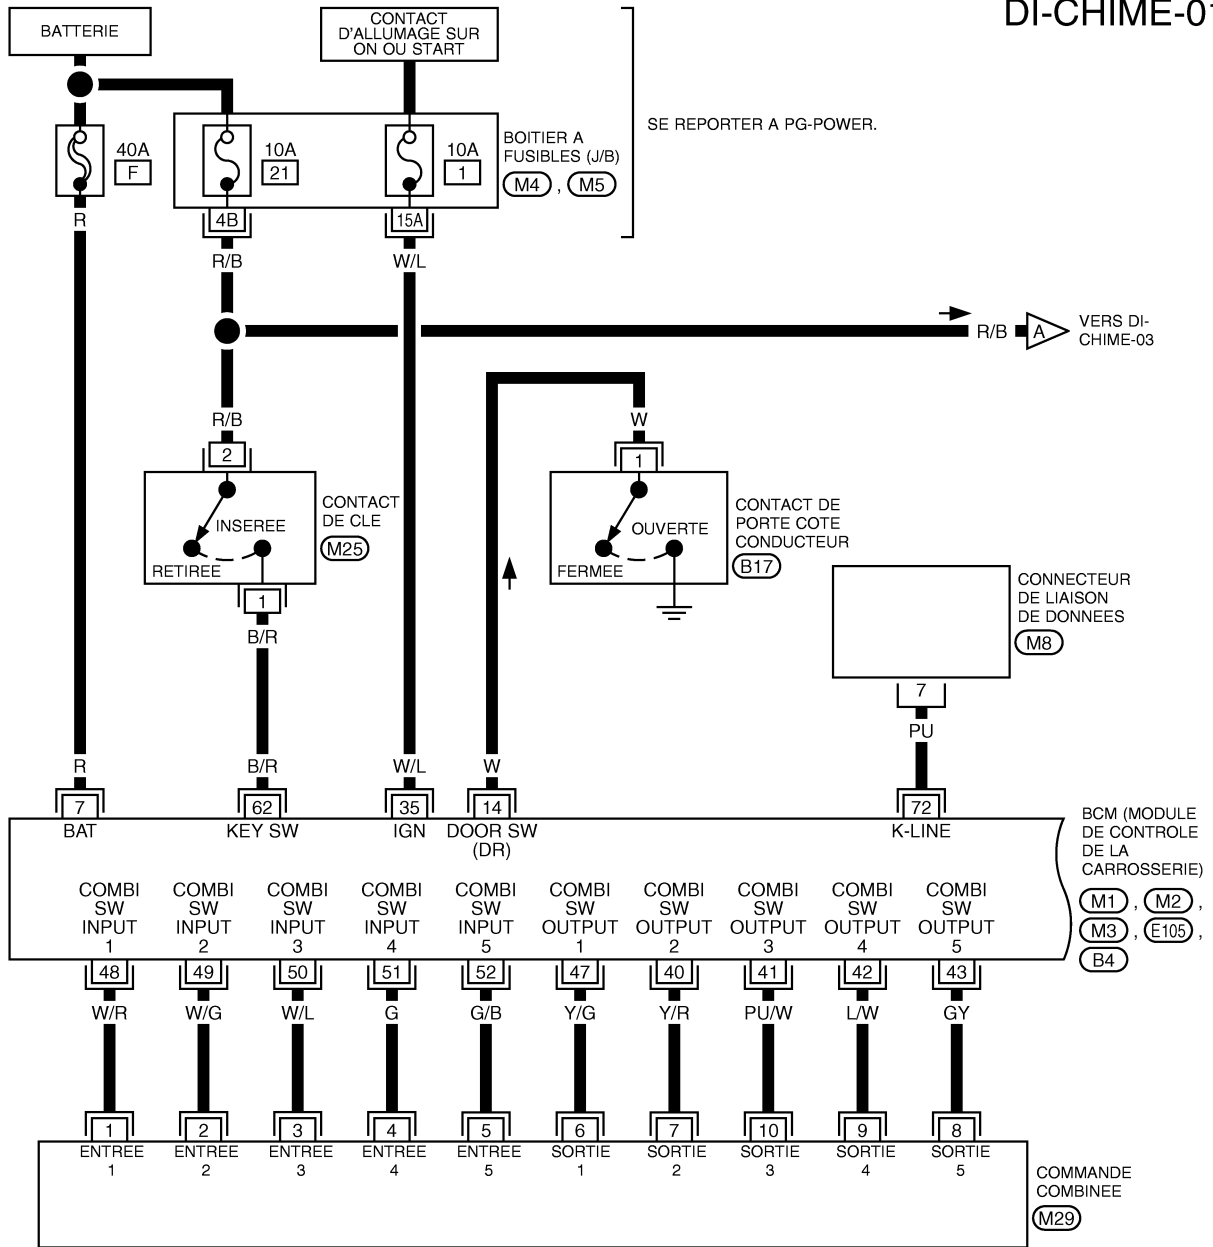 DI-CHIME-01
BATTERIE
CONTACT
D'ALLUMAGE SUR
ON OU START
SE REPORTER A PG-POWER.
40A
F
10A
21
10A
1
BOITIER A
FUSIBLES (J/B)
M4 , M5
R
4B
15A
R/B
W/L
R/B
A
VERS DI-
CHIME-03
R/B
W
2
1
INSEREE
RETIREE
CONTACT
DE CLE
M25
OUVERTE
FERMEE
CONTACT DE
PORTE COTE
CONDUCTEUR
B17
1
B/R
CONNECTEUR
DE LIAISON
DE DONNEES
M8
7
PU
R
B/R
W/L
W
7
62
35
14
72
BAT
KEY SW
IGN
DOOR SW
(DR)
K-LINE
BCM (MODULE
DE CONTROLE
DE LA
CARROSSERIE)
M1 , M2 ,
M3 , E105 ,
B4
COMBI COMBI COMBI COMBI COMBI COMBI COMBI COMBI COMBI COMBI
SW SW SW SW SW SW SW SW SW SW
INPUT INPUT INPUT INPUT INPUT OUTPUT OUTPUT OUTPUT OUTPUT OUTPUT
1 2 3 4 5 1 2 3 4 5
48 49 50 51 52 47 40 41 42 43
W/R W/G W/L G G/B Y/G Y/R PU/W L/W GY
1 2 3 4 5 6 7 10 9 8
ENTREE ENTREE ENTREE ENTREE ENTREE SORTIE SORTIE SORTIE SORTIE SORTIE
1 2 3 4 5 1 2 3 4 5
COMMANDE
COMBINEE
M29